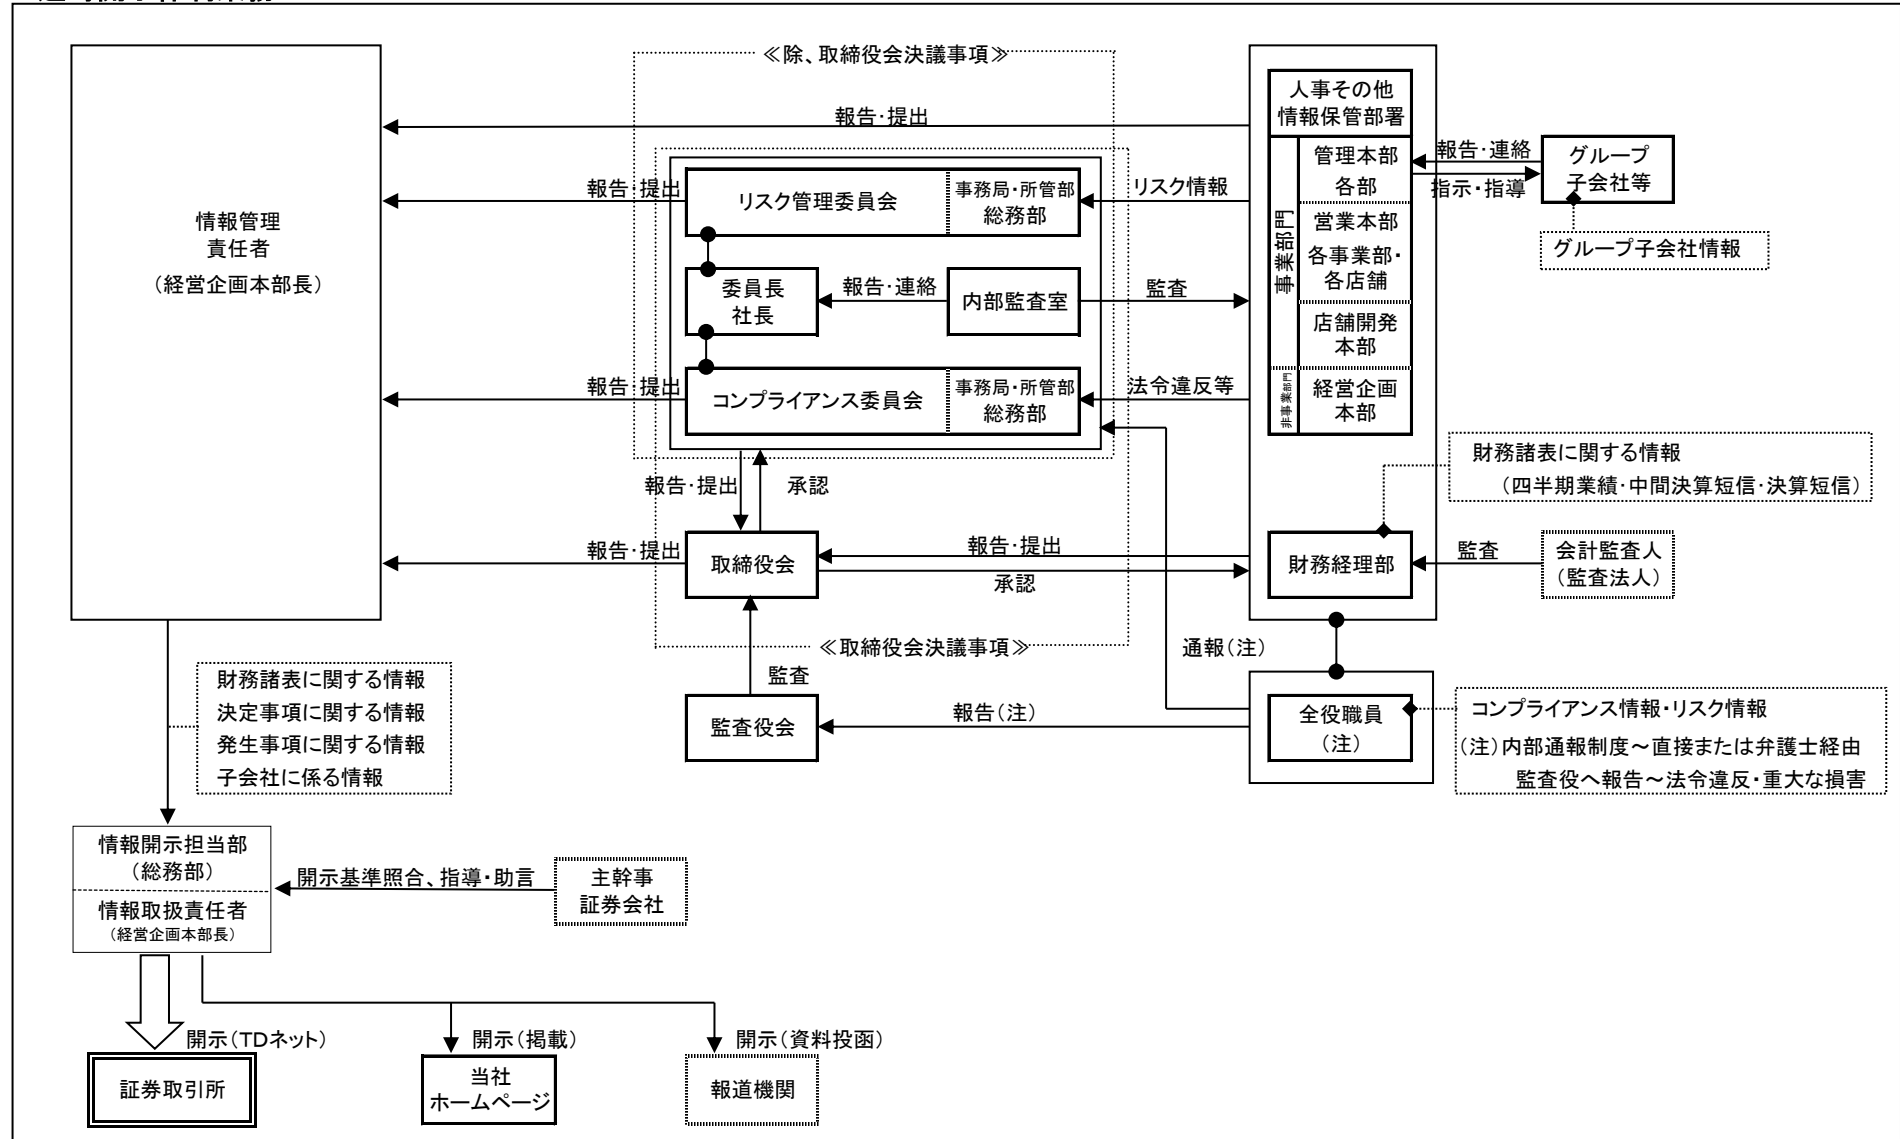 ≪除、取締役会決議事項≫
人事その他
情報保管部署
報告・提出
事業部門
管理本部
各部
営業本部
各事業部・
各店舗
店舗開発
本部
非事業部門
経営企画
本部
報告・連絡
指示・指導
グループ
子会社等
グループ子会社情報
情報管理
責任者
（経営企画本部長）
報告・提出
リスク管理委員会
事務局・所管部
総務部
リスク情報
委員長
社長
報告・連絡
内部監査室
監査
報告・提出
コンプライアンス委員会
事務局・所管部
総務部
法令違反等
報告・提出
承認
財務諸表に関する情報
（四半期業績・中間決算短信・決算短信）
報告・提出
取締役会
報告・提出
承認
財務経理部
監査
会計監査人
（監査法人）
≪取締役会決議事項≫
通報（注）
監査
監査役会
報告（注）
全役職員
（注）
コンプライアンス情報・リスク情報
（注）内部通報制度～直接または弁護士経由
監査役へ報告～法令違反・重大な損害
財務諸表に関する情報
決定事項に関する情報
発生事項に関する情報
子会社に係る情報
情報開示担当部
（総務部）
情報取扱責任者
（経営企画本部長）
開示基準照合、指導・助言
主幹事
証券会社
開示（TDネット）
開示（掲載）
開示（資料投函）
証券取引所
当社
ホームページ
報道機関